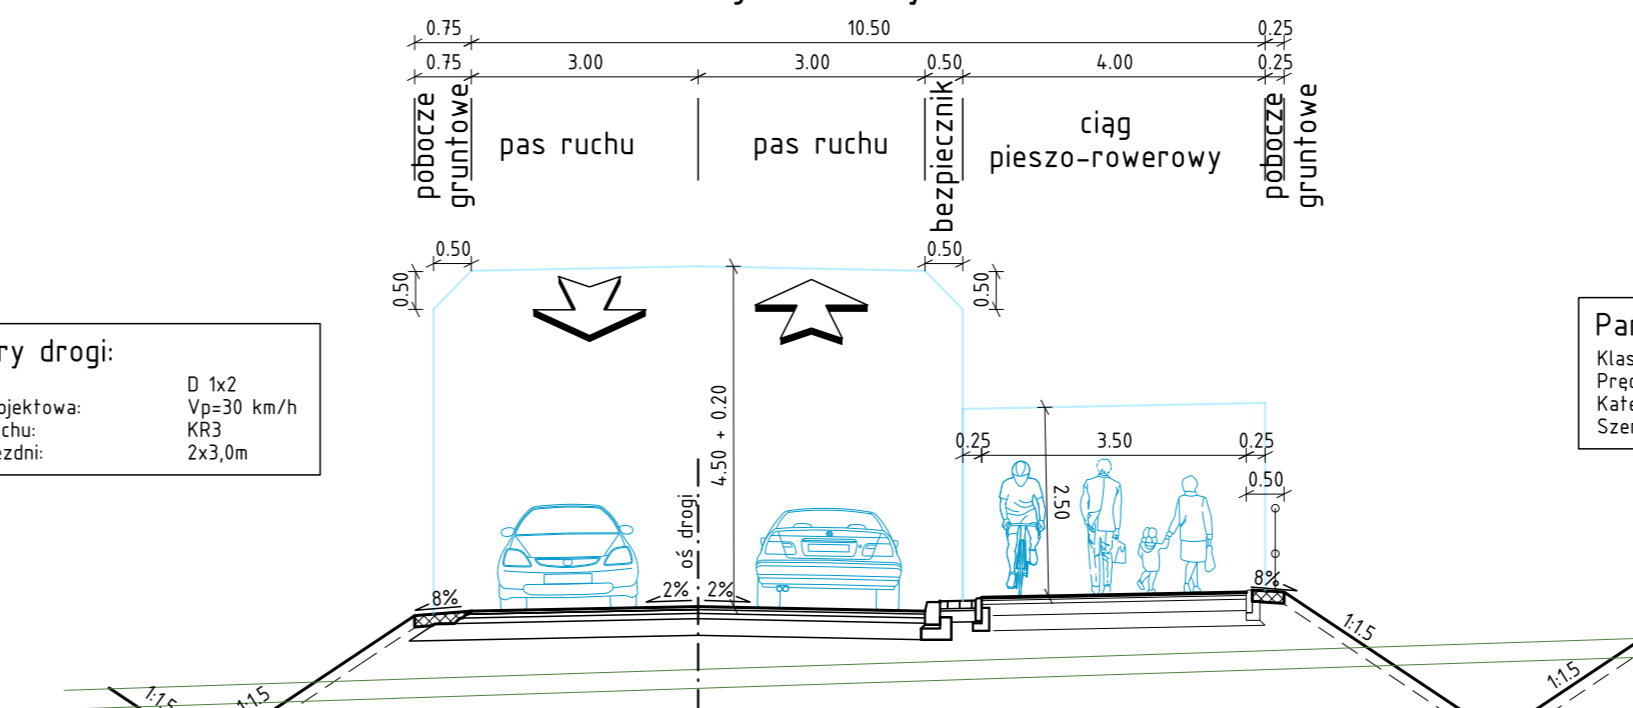 0.75 10.50 0.25
0.75 3.00 3.00 0.50 4.00 0.25
pobocze
gruntowe
pas ruchu
pas ruchu
bezpiecznik
ciąg
pieszo-rowerowy
pobocze
gruntowe
0.50 0.50
0.50 0.50
ry drogi:
D 1x2
ojektowa: Vp=30 km/h
chu: KR3
ezdni: 2x3,0m
Par
Klas
Pręd
Kate
Szer
4.50 + 0.20
oś drogi
0.25 3.50 0.25
0.50
2.50
8% 2% 2% 8%
1:1.5
1:1.5
1:1.5
1:1.5